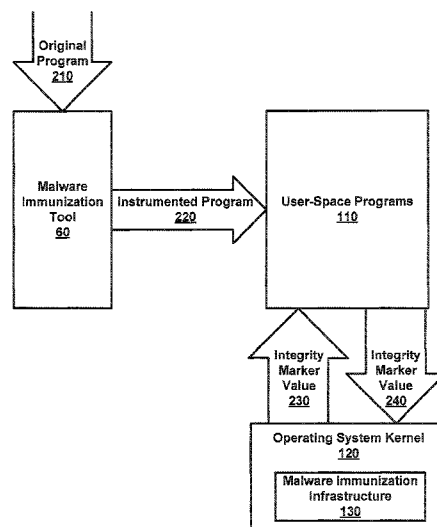 Original
Program
210
Malware
Immunization
Tool
60
Instrumented Program
220
User-Space Programs
110
Integrity
Marker
Value
230
Integrity
Marker
Value
240
Operating System Kernel
120
Malware Immunization
Infrastructure
130